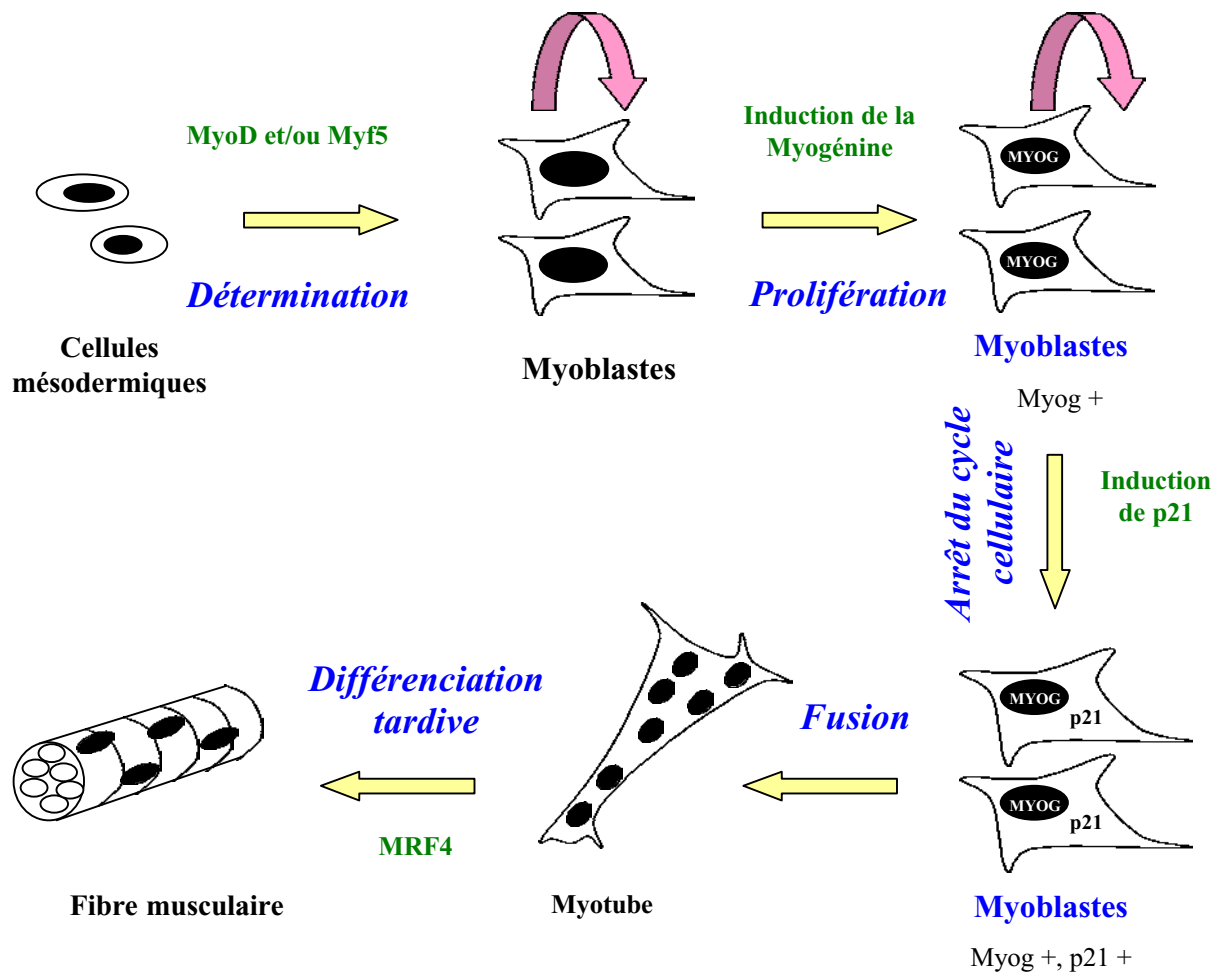 MyoD et/ou Myf5
Détermination
Cellules
mésodermiques
Myoblastes
Induction de la
Myogénine
Prolifération
MYOG
MYOG
Myoblastes
Myog +
Arrêt du cycle
cellulaire
Induction
de p21
MYOG
p21
MYOG
p21
Myoblastes
Myog +, p21 +
Fusion
Myotube
Différenciation
tardive
MRF4
Fibre musculaire